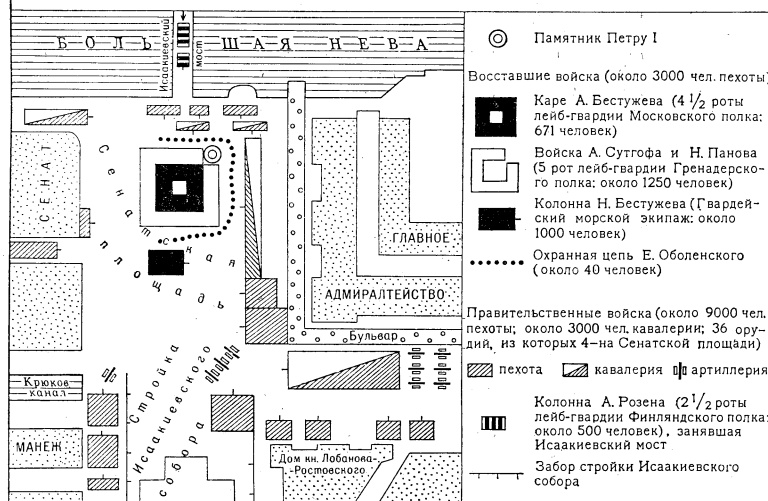 БОЛЬШАЯ НЕВА
Исаакиевский
мост
СЕНАТ
Сенатская
площадь
ГЛАВНОЕ
АДМИРАЛТЕЙСТВО
Бульвар
Стройка
Исаакиевского
собора
Крюков
канал
МАНЕЖ
Дом кн. Лобанова-
-Ростовского
Памятник Петру I
Восставшие войска (около 3000 чел. пехоты)
Каре А. Бестужева (4 1/2 роты
лейб-гвардии Московского полка:
671 человек)
Войска А. Сутгофа и Н. Панова
(5 рот лейб-гвардии Гренадерско-
го полка: около 1250 человек)
Колонна Н. Бестужева (Гвардей-
ский морской экипаж: около
1000 человек)
Охранная цепь Е. Оболенского
(около 40 человек)
Правительственные войска (около 9000 чел.
пехоты; около 3000 чел. кавалерии; 36 ору-
дий, из которых 4-на Сенатской площади)
пехота
кавалерия
артиллерия
Колонна А. Розена (2 1/2 роты
лейб-гвардии Финляндского полка:
около 500 человек), занявшая
Исаакиевский мост
Забор стройки Исаакиевского
собора